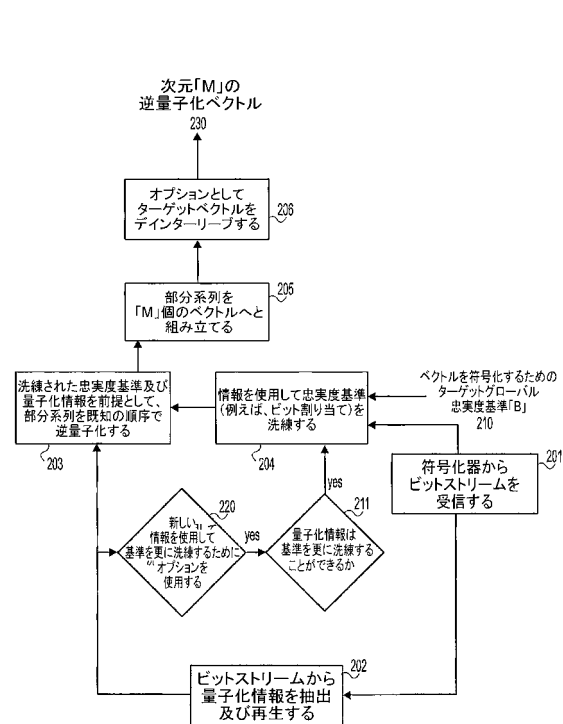 次元「M」の
逆量子化ベクトル
230
オプションとして
ターゲットベクトルを
デインターリーブする
206
部分系列を
「M」個のベクトルへと
組み立てる
205
洗練された忠実度基準及び
量子化情報を前提として、
部分系列を既知の順序で
逆量子化する
203
情報を使用して忠実度基準
(例えば、ビット割り当て)を
洗練する
204
ベクトルを符号化するための
ターゲットグローバル
忠実度基準「B」
210
符号化器から
ビットストリームを
受信する
201
新しい
情報を使用して
基準を更に洗練するために
オプションを
使用する
220
yes
量子化情報は
基準を更に洗練する
ことができるか
211
yes
ビットストリームから
量子化情報を抽出
及び再生する
202